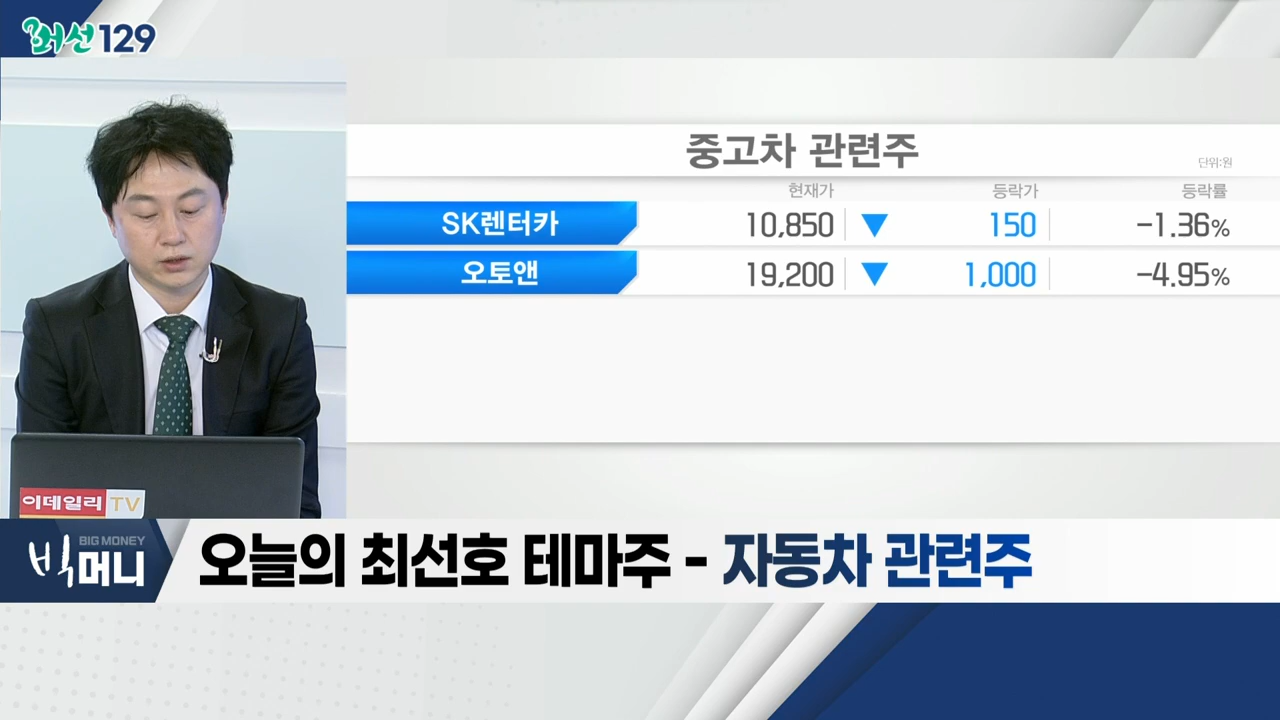 머선129
중고차 관련주
단위:원
현재가 등락가 등락률
SK렌터카 10,850 ▼ 150 -1.36%
오토앤 19,200 ▼ 1,000 -4.95%
이데일리 TV
BIG MONEY
빅머니
오늘의 최선호 테마주 - 자동차 관련주